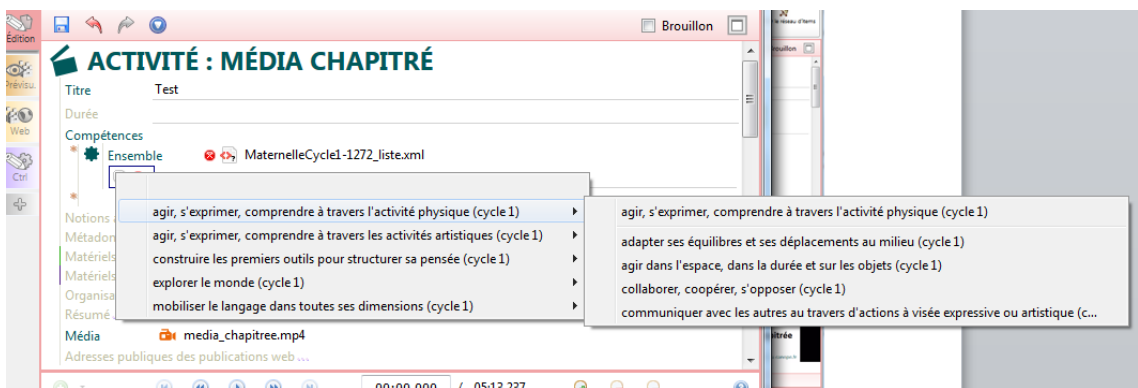 Édition
Brouillon
le réseau d'items
ACTIVITÉ : MÉDIA CHAPITRÉ
Prévisu.
Titre Test
Durée
Web
Compétences
Ensemble MaternelleCycle1-1272_liste.xml
Ctrl
Notions
agir, s'exprimer, comprendre à travers l'activité physique (cycle 1)
agir, s'exprimer, comprendre à travers les activités artistiques (cycle 1)
construire les premiers outils pour structurer sa pensée (cycle 1)
explorer le monde (cycle 1)
mobiliser le langage dans toutes ses dimensions (cycle 1)
agir, s'exprimer, comprendre à travers l'activité physique (cycle 1)
adapter ses équilibres et ses déplacements au milieu (cycle 1)
agir dans l'espace, dans la durée et sur les objets (cycle 1)
collaborer, coopérer, s'opposer (cycle 1)
communiquer avec les autres au travers d'actions à visée expressive ou artistique (c...
Métadon
Matériels
Matériels
Organisa
Résumé
Média media_chapitree.mp4
Adresses publiques des publications web ...
00:00.000 / 05:13.237